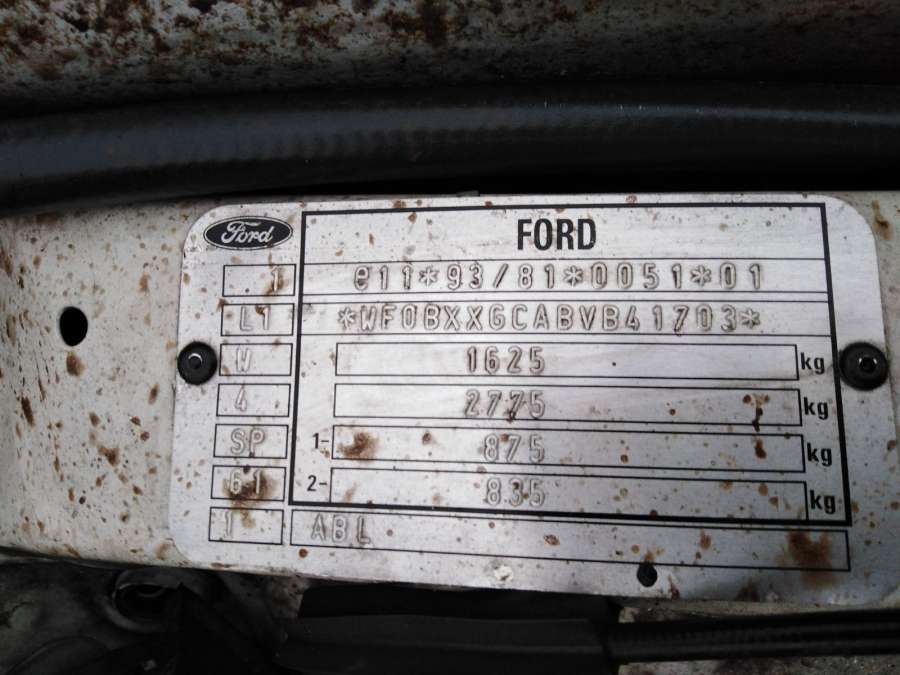 Ford
FORD
1 e11*93/81*0051*01
L1 *WF0BXXGCABVB41703*
W 1625 kg
4 2775 kg
SP 1- 875 kg
61 2- 835 kg
1 ABL